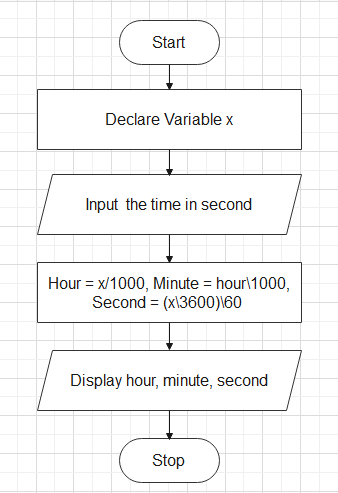 Start
Declare Variable x
Input the time in second
Hour = x/1000, Minute = hour\1000,
Second = (x\3600)\60
Display hour, minute, second
Stop